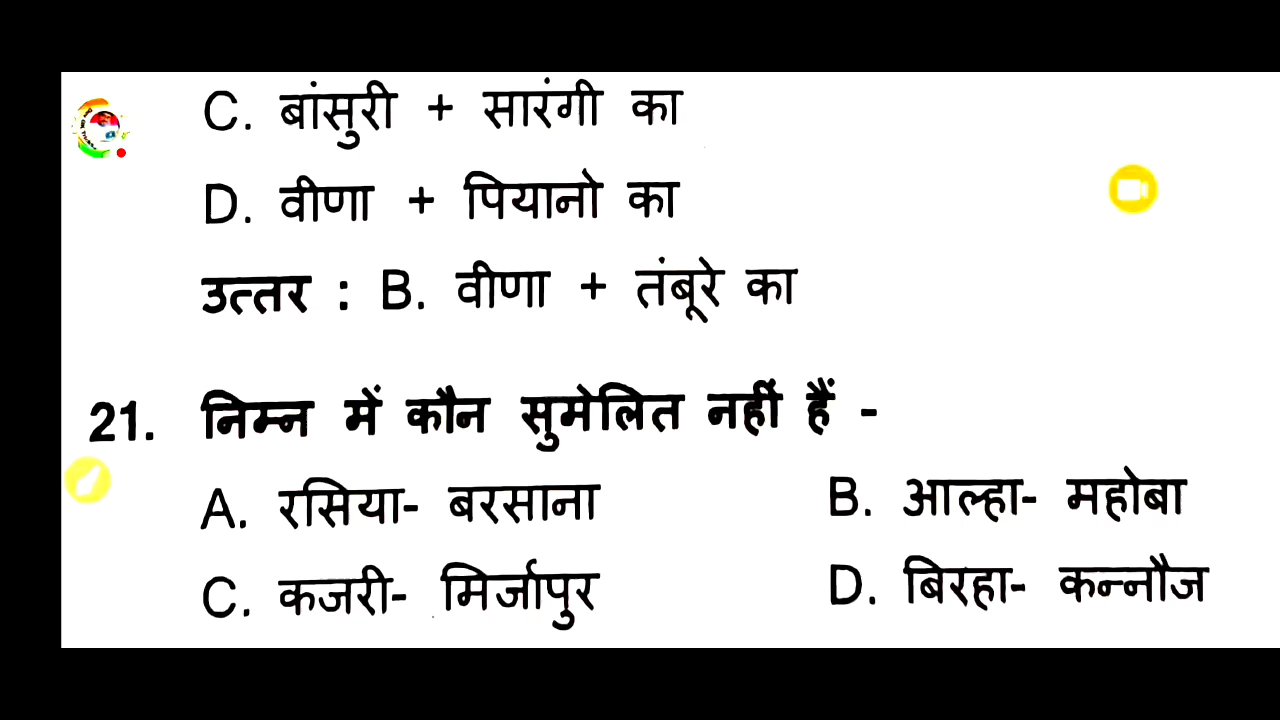 C. बांसुरी + सारंगी का
D. वीणा + पियानो का
उत्तर : B. वीणा + तंबूरे का
21. निम्न में कौन सुमेलित नहीं हैं -
A. रसिया- बरसाना B. आल्हा- महोबा
C. कजरी- मिर्जापुर D. बिरहा- कन्नौज